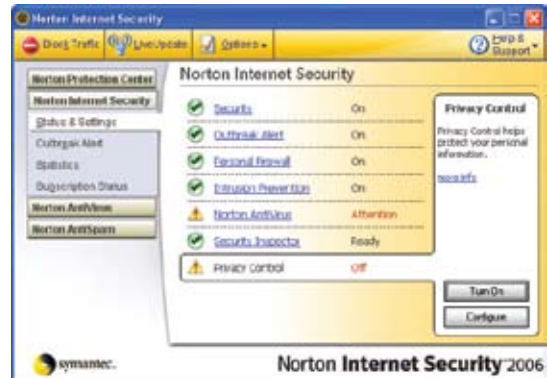 Norton Internet Security
Block Traffic LiveUpdate Options Help & Support
Norton Protection Center
Norton Internet Security
Status & Settings
Outbreak Alert
Statistics
Subscription Status
Norton AntiVirus
Norton AntiSpam
Norton Internet Security
Security On
Outbreak Alert On
Personal Firewall On
Intrusion Prevention On
Norton AntiVirus Attention
Security Inspector Ready
Privacy Control Off
Privacy Control
Privacy Control helps
protect your personal
information.
more info
Turn On
Configure
symantec.
Norton Internet Security 2006